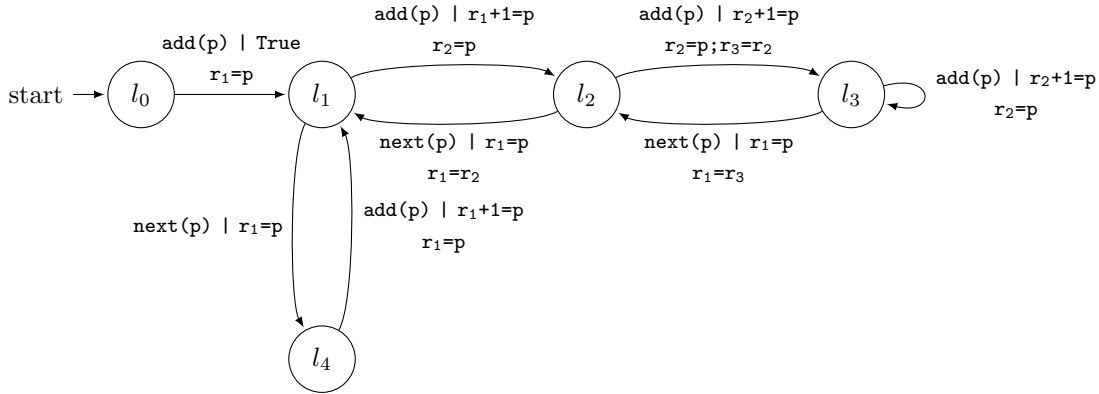 add(p) | True
r₁=p
add(p) | r₁+1=p
r₂=p
add(p) | r₂+1=p
r₂=p;r₃=r₂
start
l₀
l₁
l₂
l₃
add(p) | r₂+1=p
r₂=p
next(p) | r₁=p
r₁=r₂
next(p) | r₁=p
r₁=r₃
next(p) | r₁=p
add(p) | r₁+1=p
r₁=p
l₄